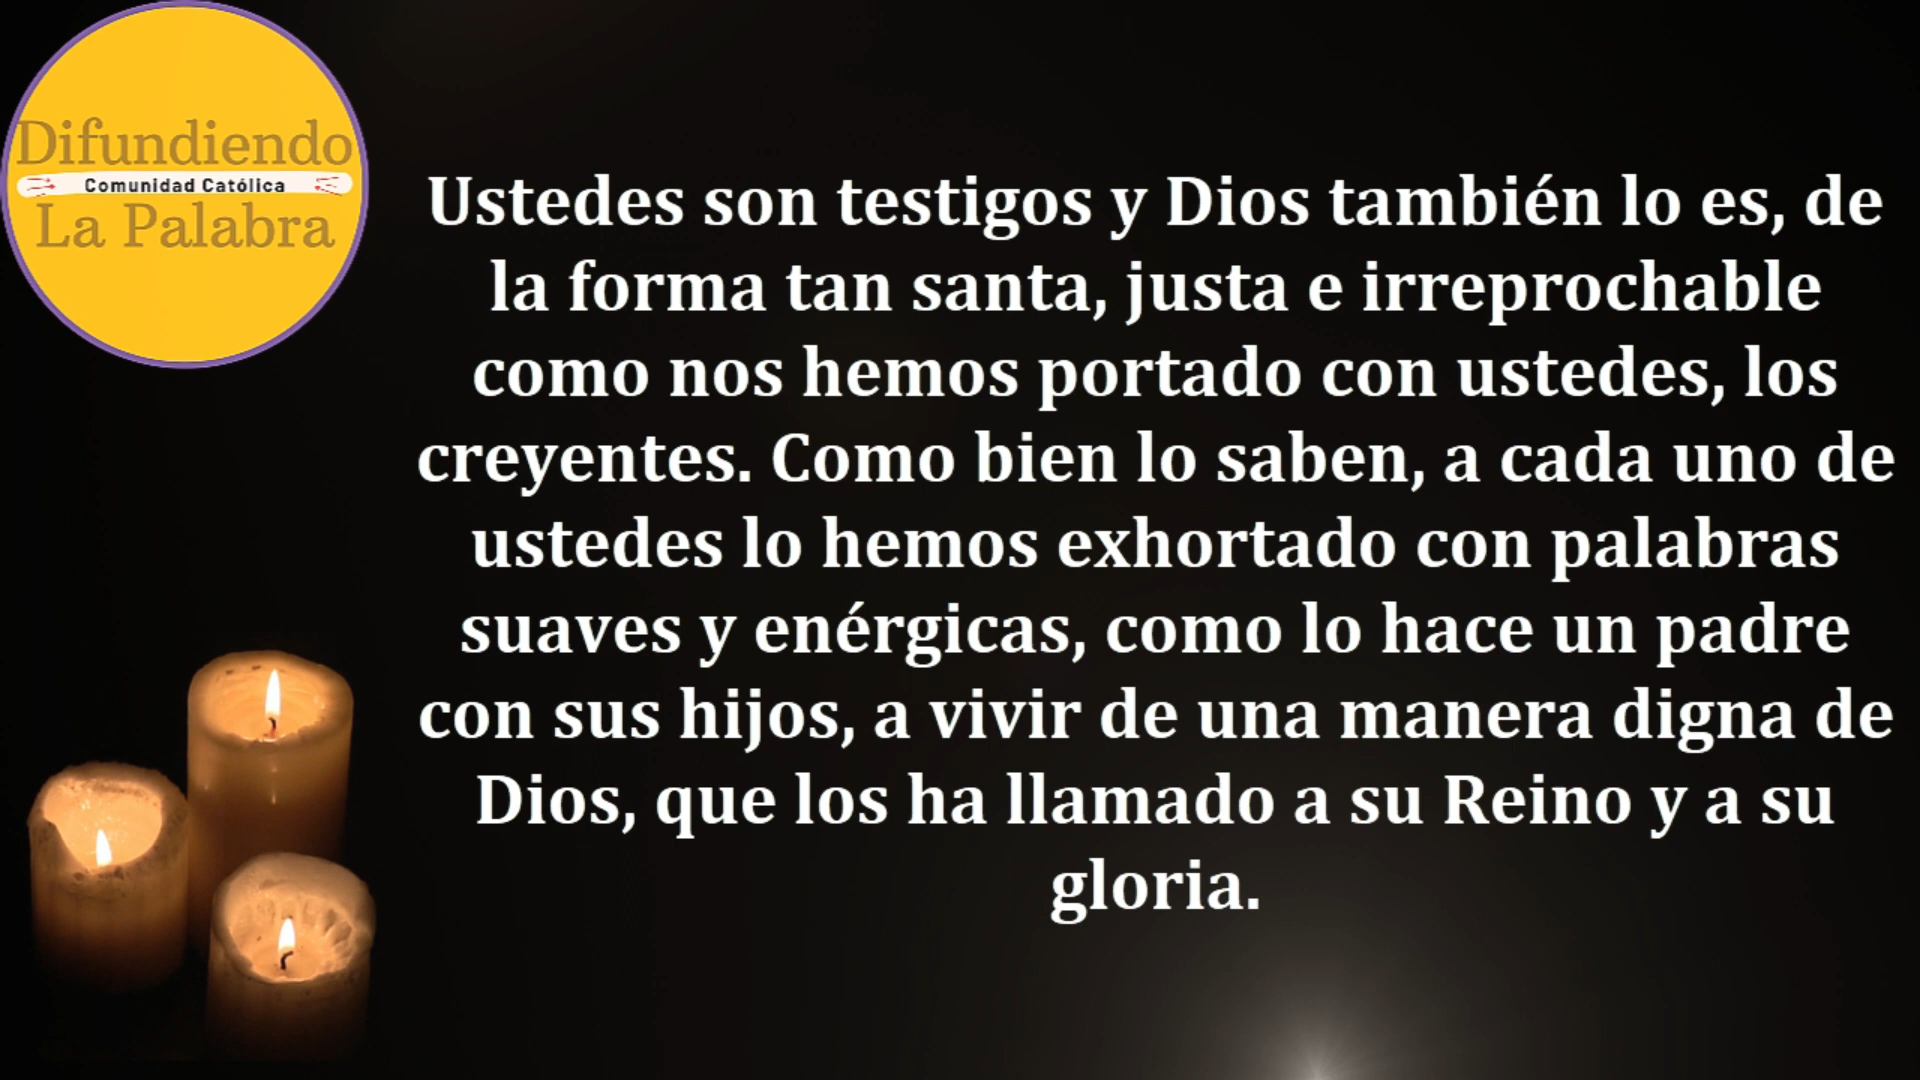 Difundiendo
Comunidad Católica
La Palabra
Ustedes son testigos y Dios también lo es, de
la forma tan santa, justa e irreprochable
como nos hemos portado con ustedes, los
creyentes. Como bien lo saben, a cada uno de
ustedes lo hemos exhortado con palabras
suaves y enérgicas, como lo hace un padre
con sus hijos, a vivir de una manera digna de
Dios, que los ha llamado a su Reino y a su
gloria.